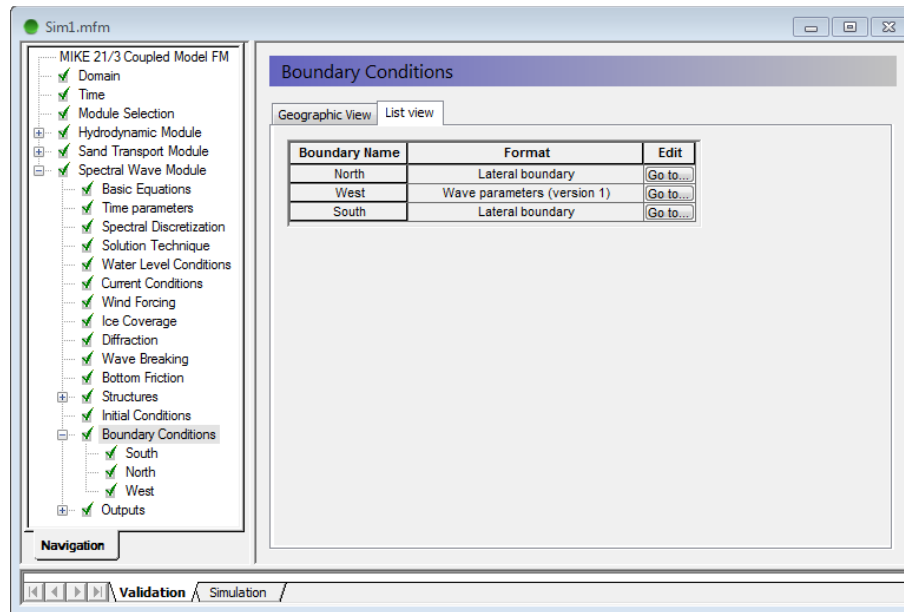 Sim1.mfm
MIKE 21/3 Coupled Model FM
Domain
Time
Module Selection
Hydrodynamic Module
Sand Transport Module
Spectral Wave Module
Basic Equations
Time parameters
Spectral Discretization
Solution Technique
Water Level Conditions
Current Conditions
Wind Forcing
Ice Coverage
Diffraction
Wave Breaking
Bottom Friction
Structures
Initial Conditions
Boundary Conditions
South
North
West
Outputs
Navigation
Boundary Conditions
Geographic View List view
Boundary Name Format Edit
North Lateral boundary Go to...
West Wave parameters (version 1) Go to...
South Lateral boundary Go to...
Validation Simulation